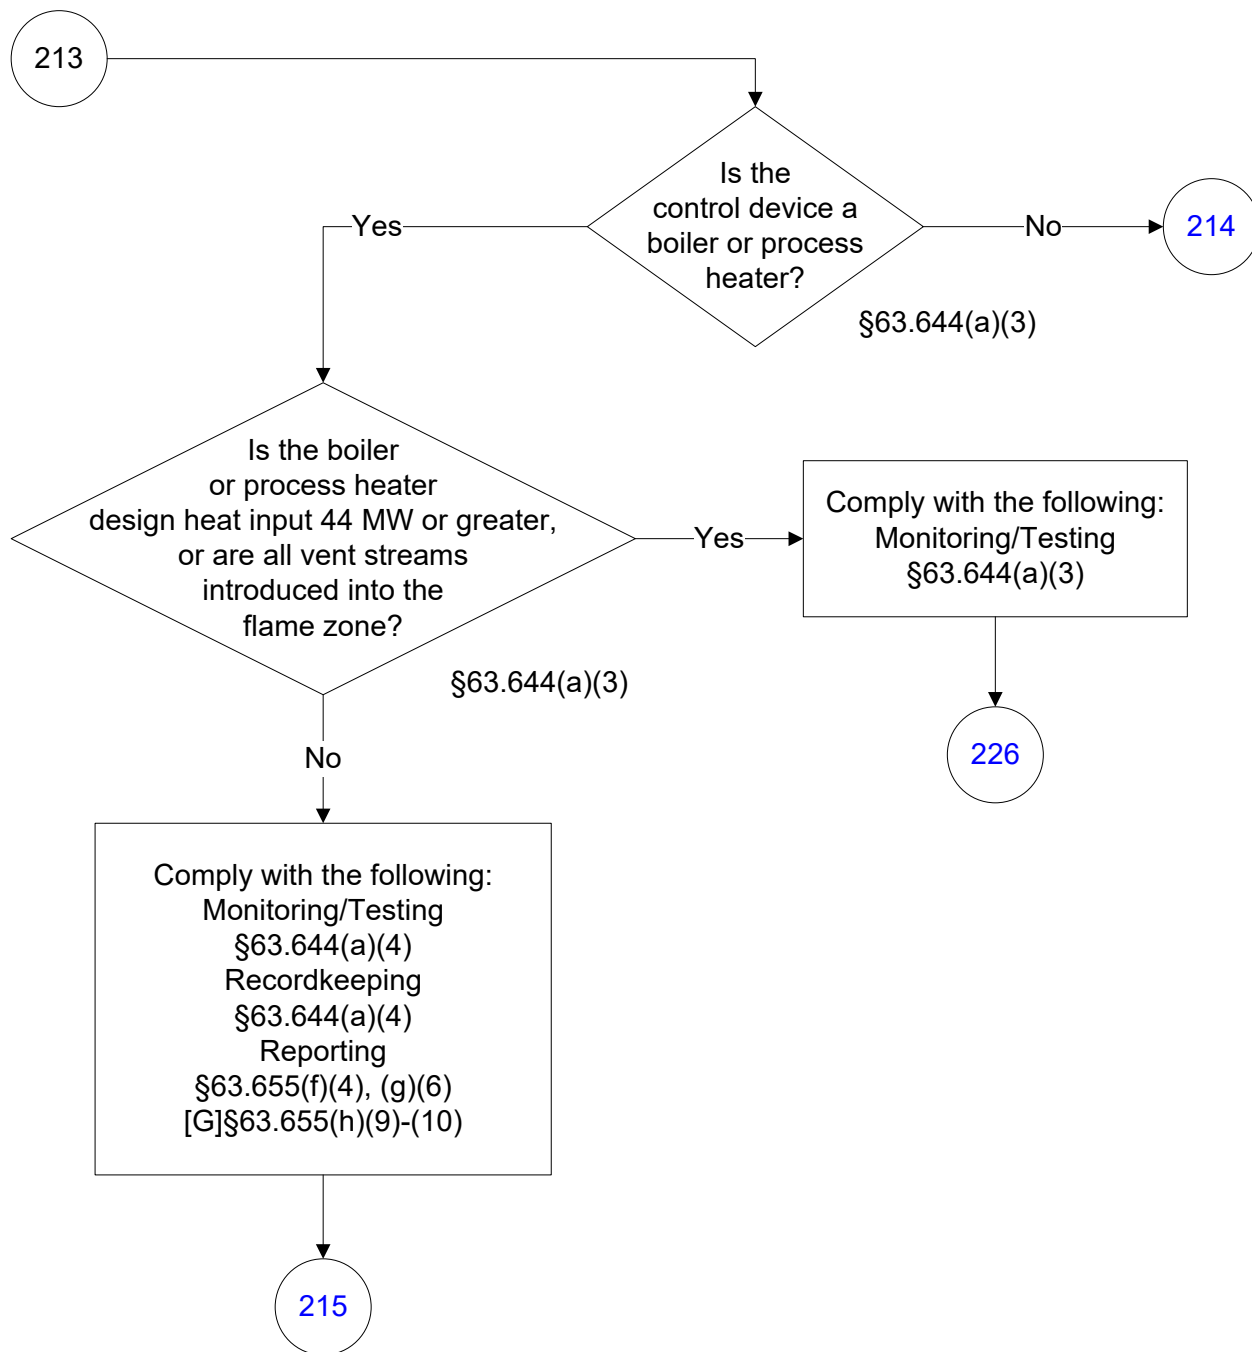 213
Is the
control device a
boiler or process
heater?
Yes
No
214
§63.644(a)(3)
Is the boiler
or process heater
design heat input 44 MW or greater,
or are all vent streams
introduced into the
flame zone?
Yes
Comply with the following:
Monitoring/Testing
§63.644(a)(3)
§63.644(a)(3)
226
No
Comply with the following:
Monitoring/Testing
§63.644(a)(4)
Recordkeeping
§63.644(a)(4)
Reporting
§63.655(f)(4), (g)(6)
[G]§63.655(h)(9)-(10)
215